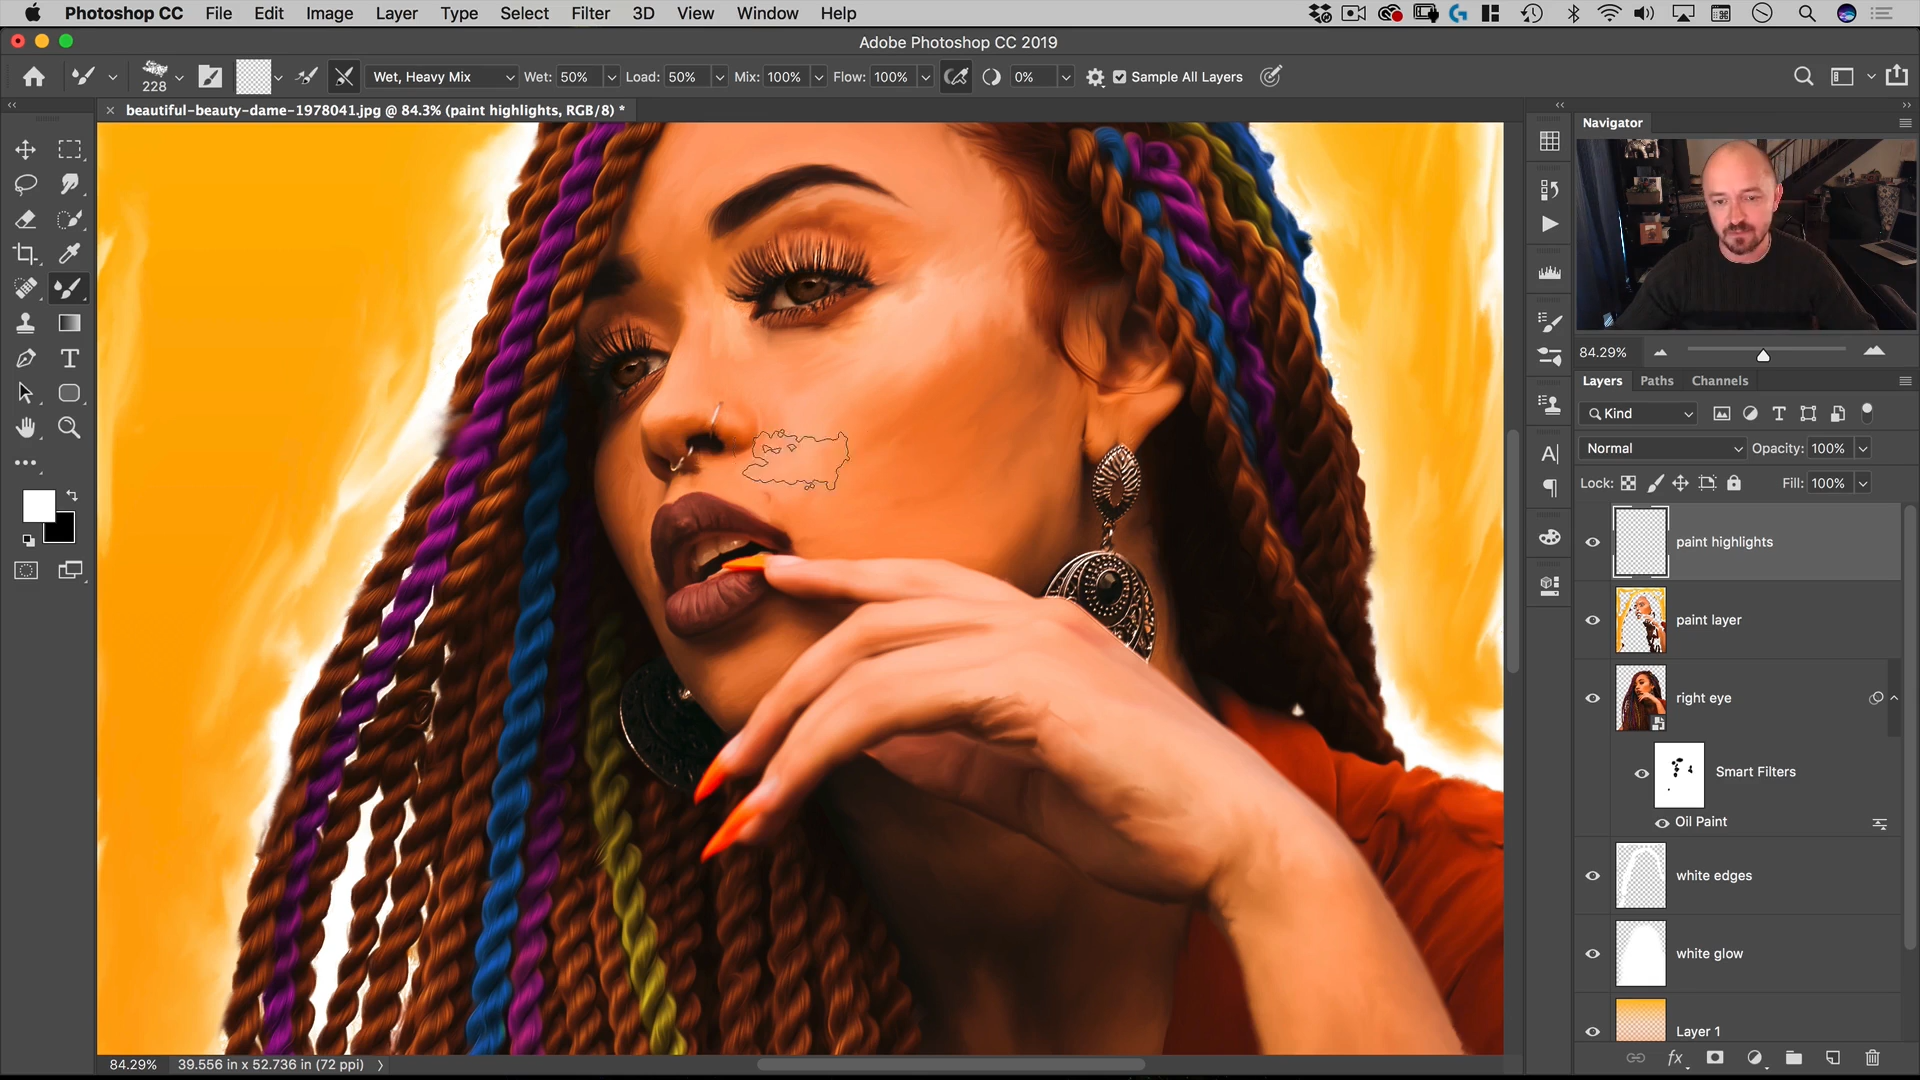 Photoshop CC File Edit Image Layer Type Select Filter 3D View Window Help
Adobe Photoshop CC 2019
228 Wet, Heavy Mix Wet: 50% Load: 50% Mix: 100% Flow: 100% 0% Sample All Layers
beautiful-beauty-dame-1978041.jpg @ 84.3% (paint highlights, RGB/8) *
Navigator
84.29%
Layers Paths Channels
Kind
Normal Opacity: 100%
Lock: Fill: 100%
paint highlights
paint layer
right eye
Smart Filters
Oil Paint
white edges
white glow
Layer 1
84.29% 39.556 in x 52.736 in (72 ppi)